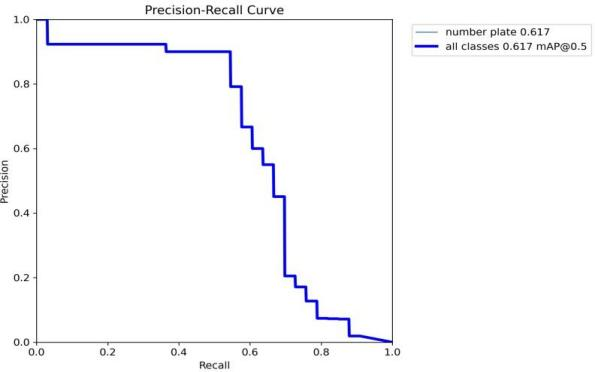 Precision-Recall Curve
number plate 0.617
all classes 0.617 mAP@0.5
1.0
0.8
0.6
0.4
0.2
0.0
Precision
0.0 0.2 0.4 0.6 0.8 1.0
Recall